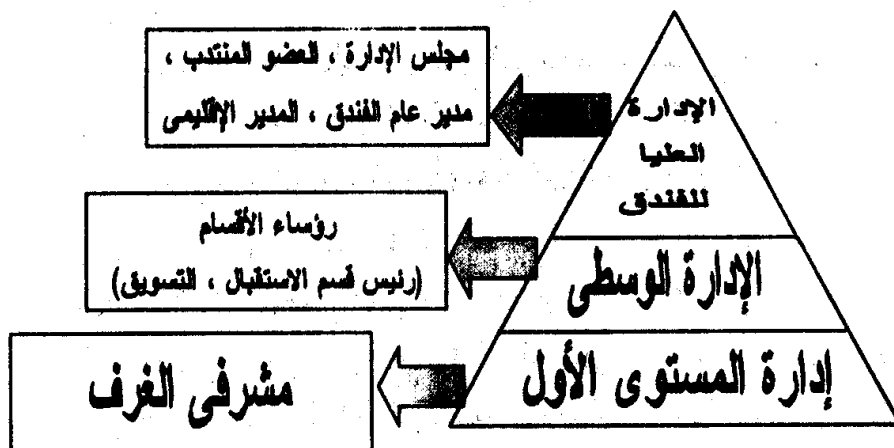 مجلس الإدارة ، العضو المنتدب ،
مدير عام الفندق ، المدير الإقليمى
الإدارة
العليا
للفندق
رؤساء الأقسام
(رئيس قسم الاستقبال ، التسويق)
الإدارة الوسطى
مشرفى الغرف
إدارة المستوى الأول